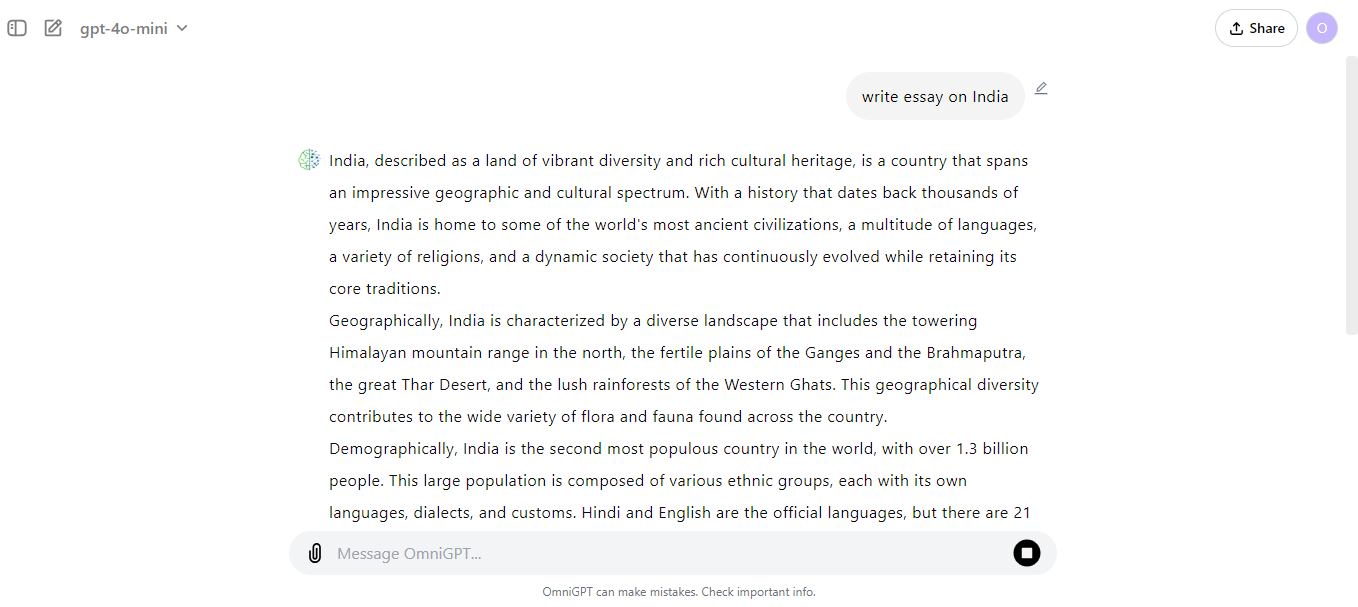 gpt-4o-mini
Share
O
write essay on India
India, described as a land of vibrant diversity and rich cultural heritage, is a country that spans
an impressive geographic and cultural spectrum. With a history that dates back thousands of
years, India is home to some of the world's most ancient civilizations, a multitude of languages,
a variety of religions, and a dynamic society that has continuously evolved while retaining its
core traditions.
Geographically, India is characterized by a diverse landscape that includes the towering
Himalayan mountain range in the north, the fertile plains of the Ganges and the Brahmaputra,
the great Thar Desert, and the lush rainforests of the Western Ghats. This geographical diversity
contributes to the wide variety of flora and fauna found across the country.
Demographically, India is the second most populous country in the world, with over 1.3 billion
people. This large population is composed of various ethnic groups, each with its own
languages, dialects, and customs. Hindi and English are the official languages, but there are 21
Message OmniGPT...
OmniGPT can make mistakes. Check important info.